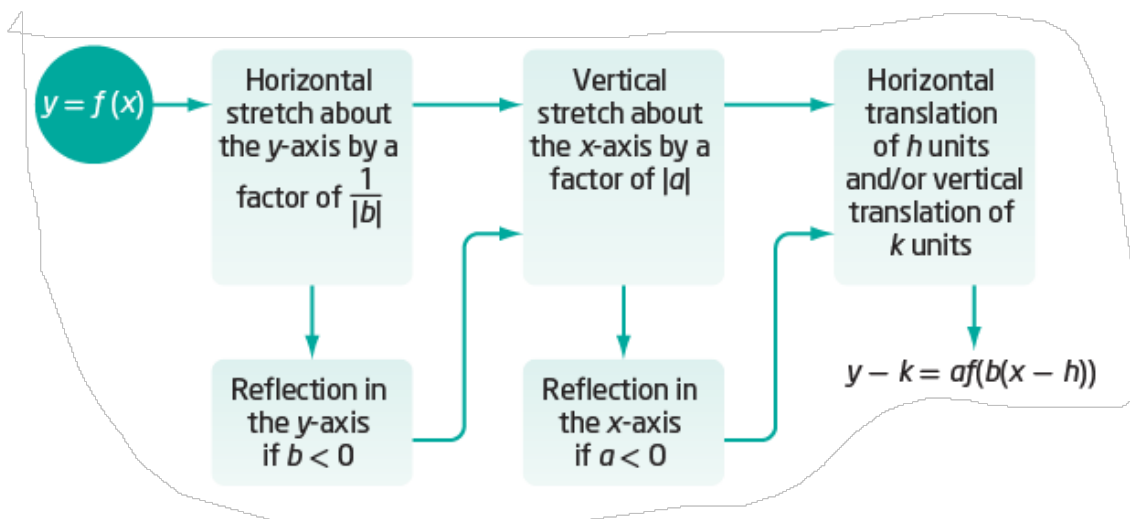 y = f(x)
Horizontal
stretch about
the y-axis by a
factor of 1/|b|
Vertical
stretch about
the x-axis by a
factor of |a|
Horizontal
translation
of h units
and/or vertical
translation of
k units
Reflection in
the y-axis
if b < 0
Reflection in
the x-axis
if a < 0
y – k = af(b(x – h))